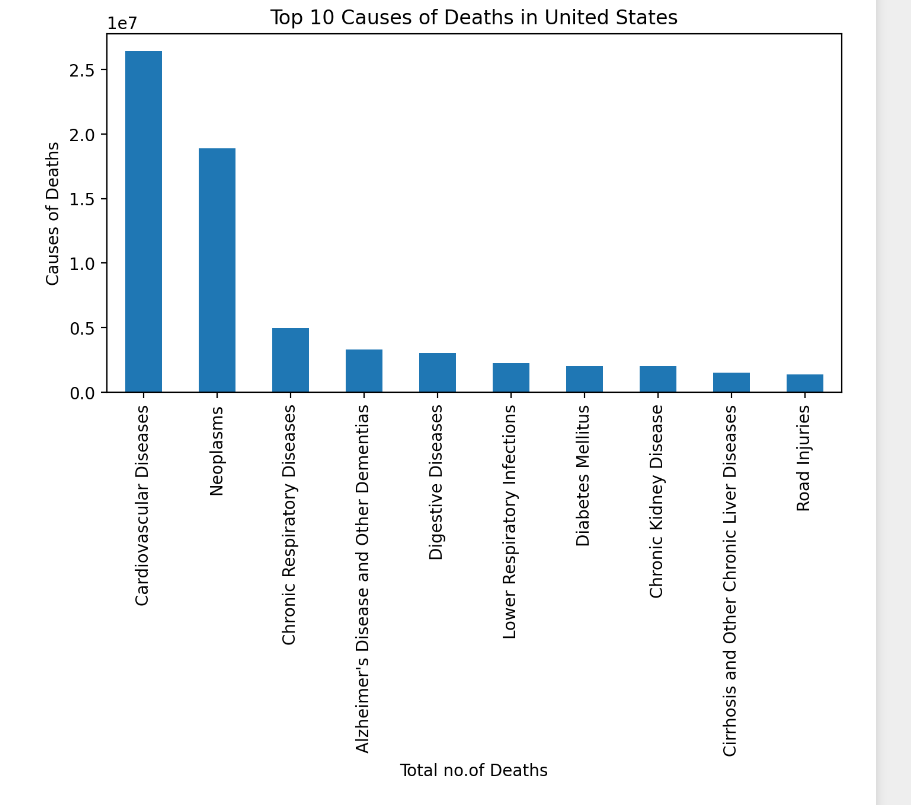 Top 10 Causes of Deaths in United States
1e7
2.5
2.0
1.5
1.0
0.5
0.0
Causes of Deaths
Cardiovascular Diseases
Neoplasms
Chronic Respiratory Diseases
Alzheimer's Disease and Other Dementias
Digestive Diseases
Lower Respiratory Infections
Diabetes Mellitus
Chronic Kidney Disease
Cirrhosis and Other Chronic Liver Diseases
Road Injuries
Total no.of Deaths